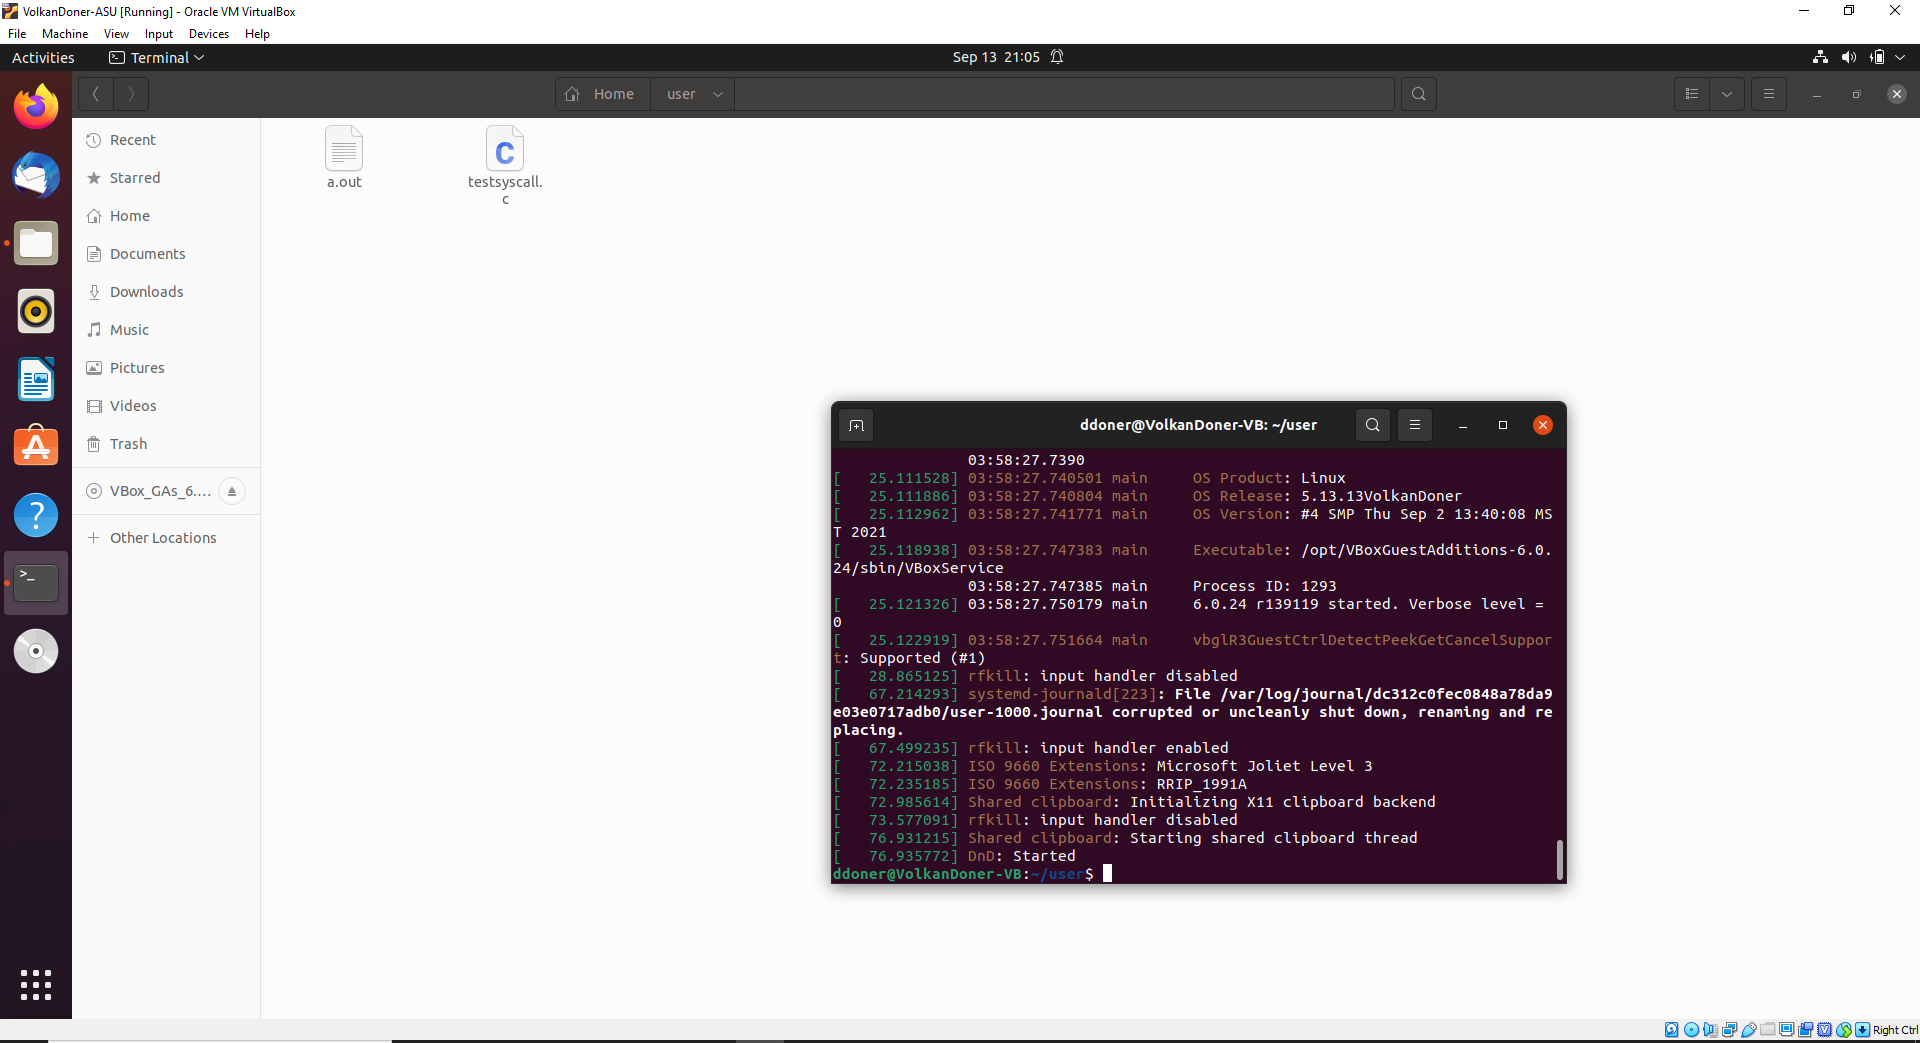 VolkanDoner-ASU [Running] - Oracle VM VirtualBox
File Machine View Input Devices Help
Activities Terminal Sep 13 21:05
Home user
Recent
Starred
Home
Documents
Downloads
Music
Pictures
Videos
Trash
VBox_GAs_6....
Other Locations
a.out
testsyscall.
c
ddoner@VolkanDoner-VB: ~/user
03:58:27.7390
[   25.111528] 03:58:27.740501 main     OS Product: Linux
[   25.111886] 03:58:27.740804 main     OS Release: 5.13.13VolkanDoner
[   25.112962] 03:58:27.741771 main     OS Version: #4 SMP Thu Sep 2 13:40:08 MS
T 2021
[   25.118938] 03:58:27.747383 main     Executable: /opt/VBoxGuestAdditions-6.0.
24/sbin/VBoxService
03:58:27.747385 main     Process ID: 1293
[   25.121326] 03:58:27.750179 main     6.0.24 r139119 started. Verbose level =
0
[   25.122919] 03:58:27.751664 main     vbglR3GuestCtrlDetectPeekGetCancelSuppor
t: Supported (#1)
[   28.865125] rfkill: input handler disabled
[   67.214293] systemd-journald[223]: File /var/log/journal/dc312c0fec0848a78da9
e03e0717adb0/user-1000.journal corrupted or uncleanly shut down, renaming and re
placing.
[   67.499235] rfkill: input handler enabled
[   72.215038] ISO 9660 Extensions: Microsoft Joliet Level 3
[   72.235185] ISO 9660 Extensions: RRIP_1991A
[   72.985614] Shared clipboard: Initializing X11 clipboard backend
[   73.577091] rfkill: input handler disabled
[   76.931215] Shared clipboard: Starting shared clipboard thread
[   76.935772] DnD: Started
ddoner@VolkanDoner-VB:~/user$
Right Ctrl